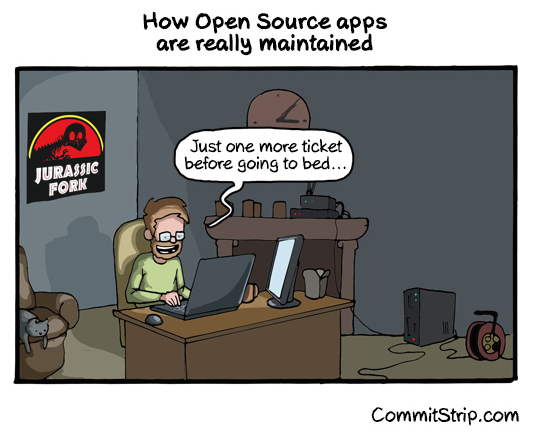 How Open Source apps
are really maintained
Just one more ticket
before going to bed...
JURASSIC
FORK
CommitStrip.com